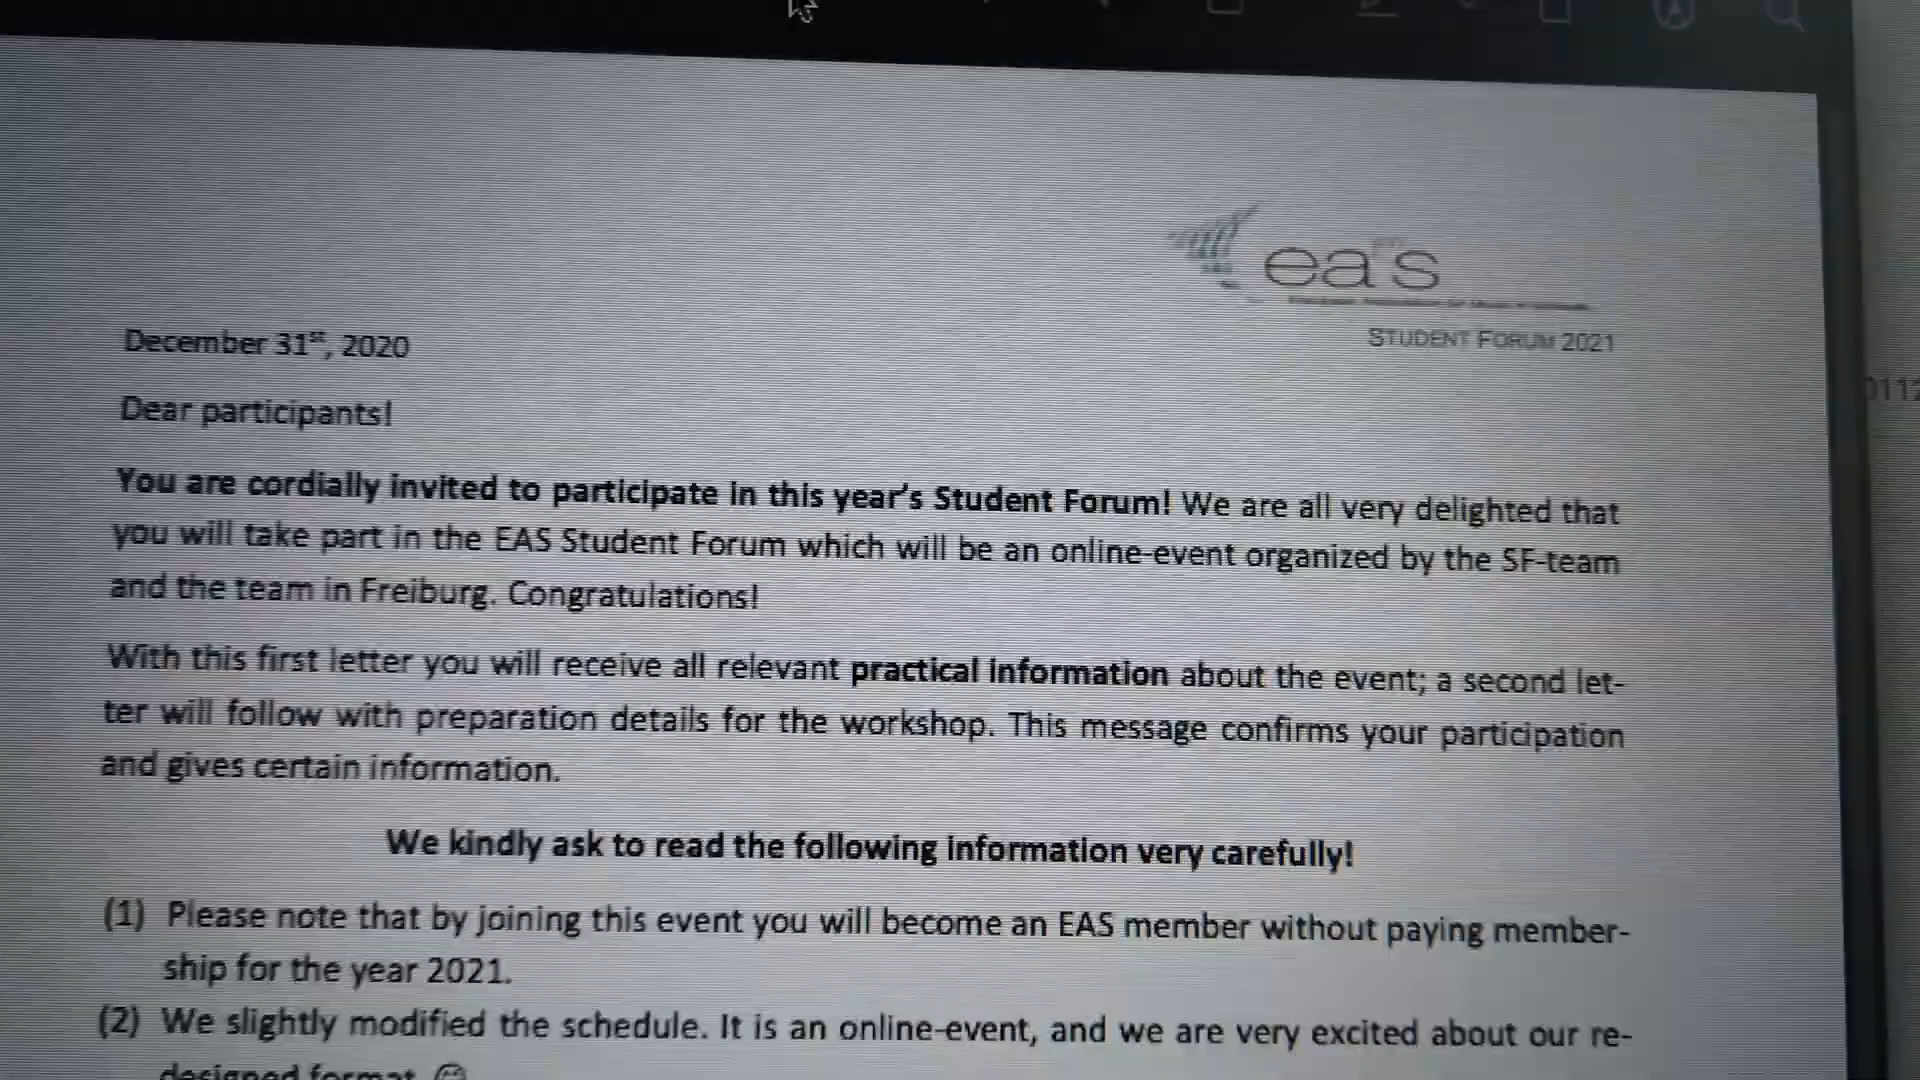 eas
STUDENT FORUM 2021
December 31st, 2020
Dear participants!
You are cordially invited to participate in this year's Student Forum! We are all very delighted that
you will take part in the EAS Student Forum which will be an online-event organized by the SF-team
and the team in Freiburg. Congratulations!
With this first letter you will receive all relevant practical information about the event; a second let-
ter will follow with preparation details for the workshop. This message confirms your participation
and gives certain information.
We kindly ask to read the following information very carefully!
(1) Please note that by joining this event you will become an EAS member without paying member-
ship for the year 2021.
(2) We slightly modified the schedule. It is an online-event, and we are very excited about our re-
designed format ☺